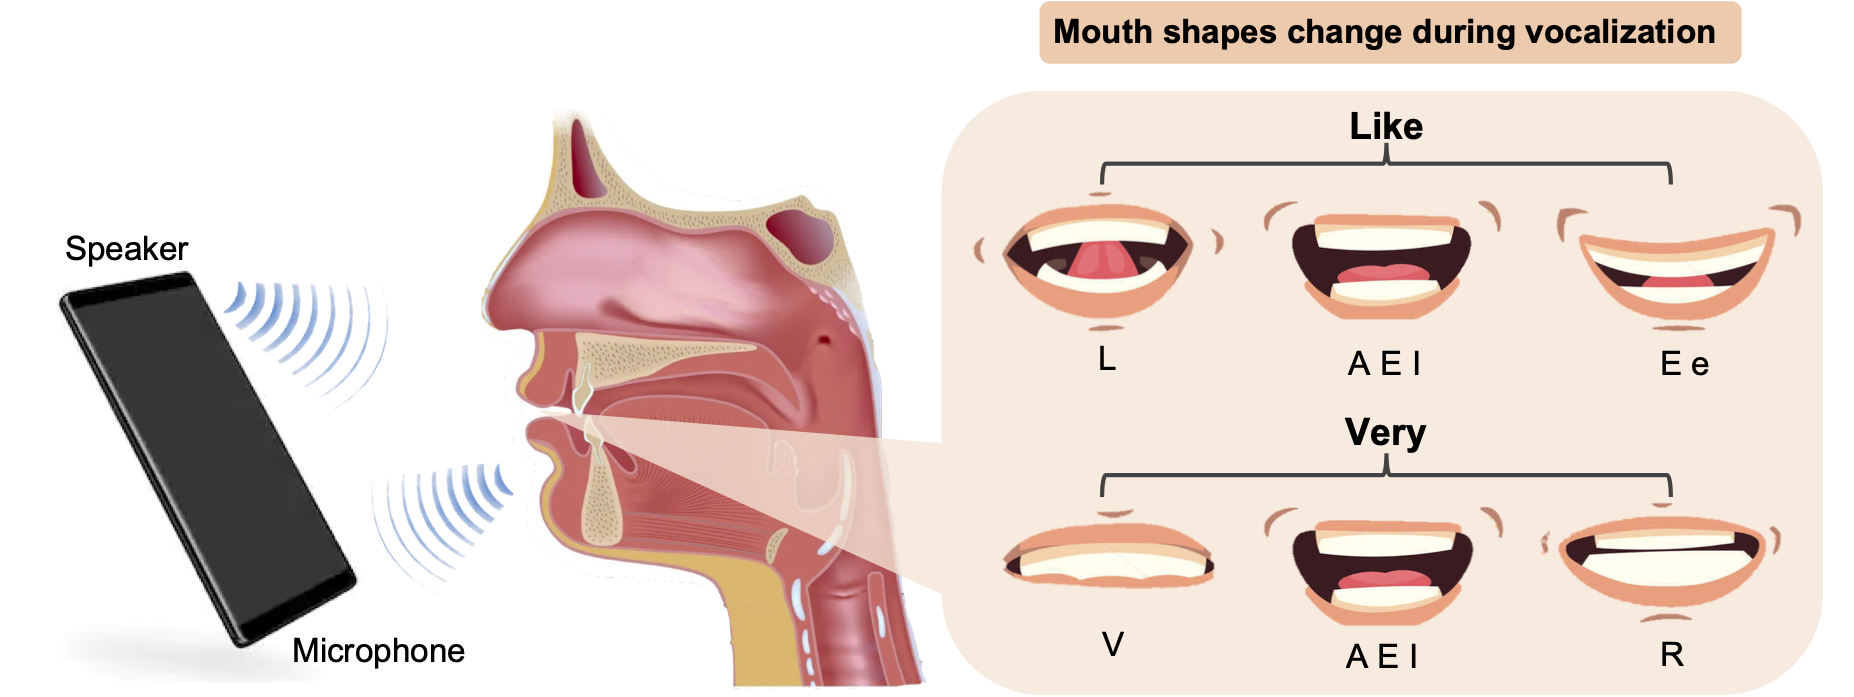 Mouth shapes change during vocalization
Like
Speaker
L
A E I
E e
Very
Microphone
V
A E I
R